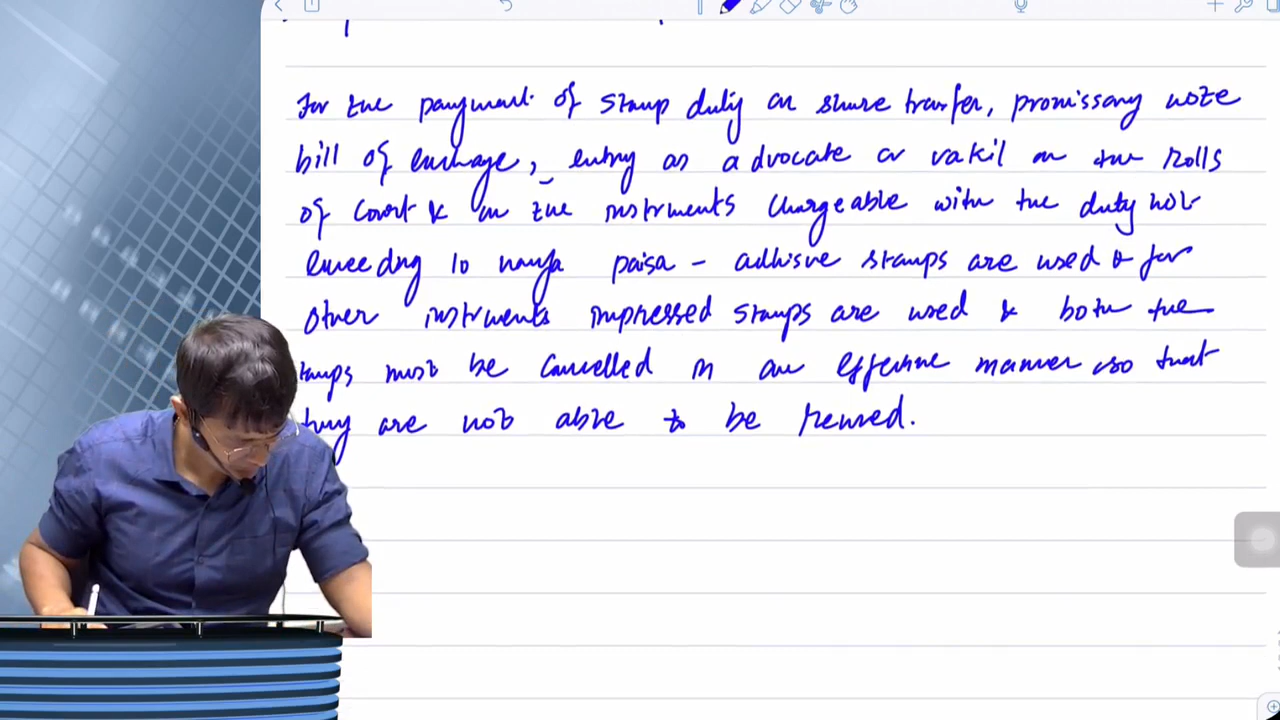 for the payment of stamp duty on share transfer, promissory note
bill of exchange, entry as advocate or vakil on the rolls
of Court & on the instruments chargeable with the duty not
exceeding 10 naya paisa - adhesive stamps are used & for
other instruments impressed stamps are used & both the
stamps must be cancelled in an effective manner so that
they are not able to be reused.